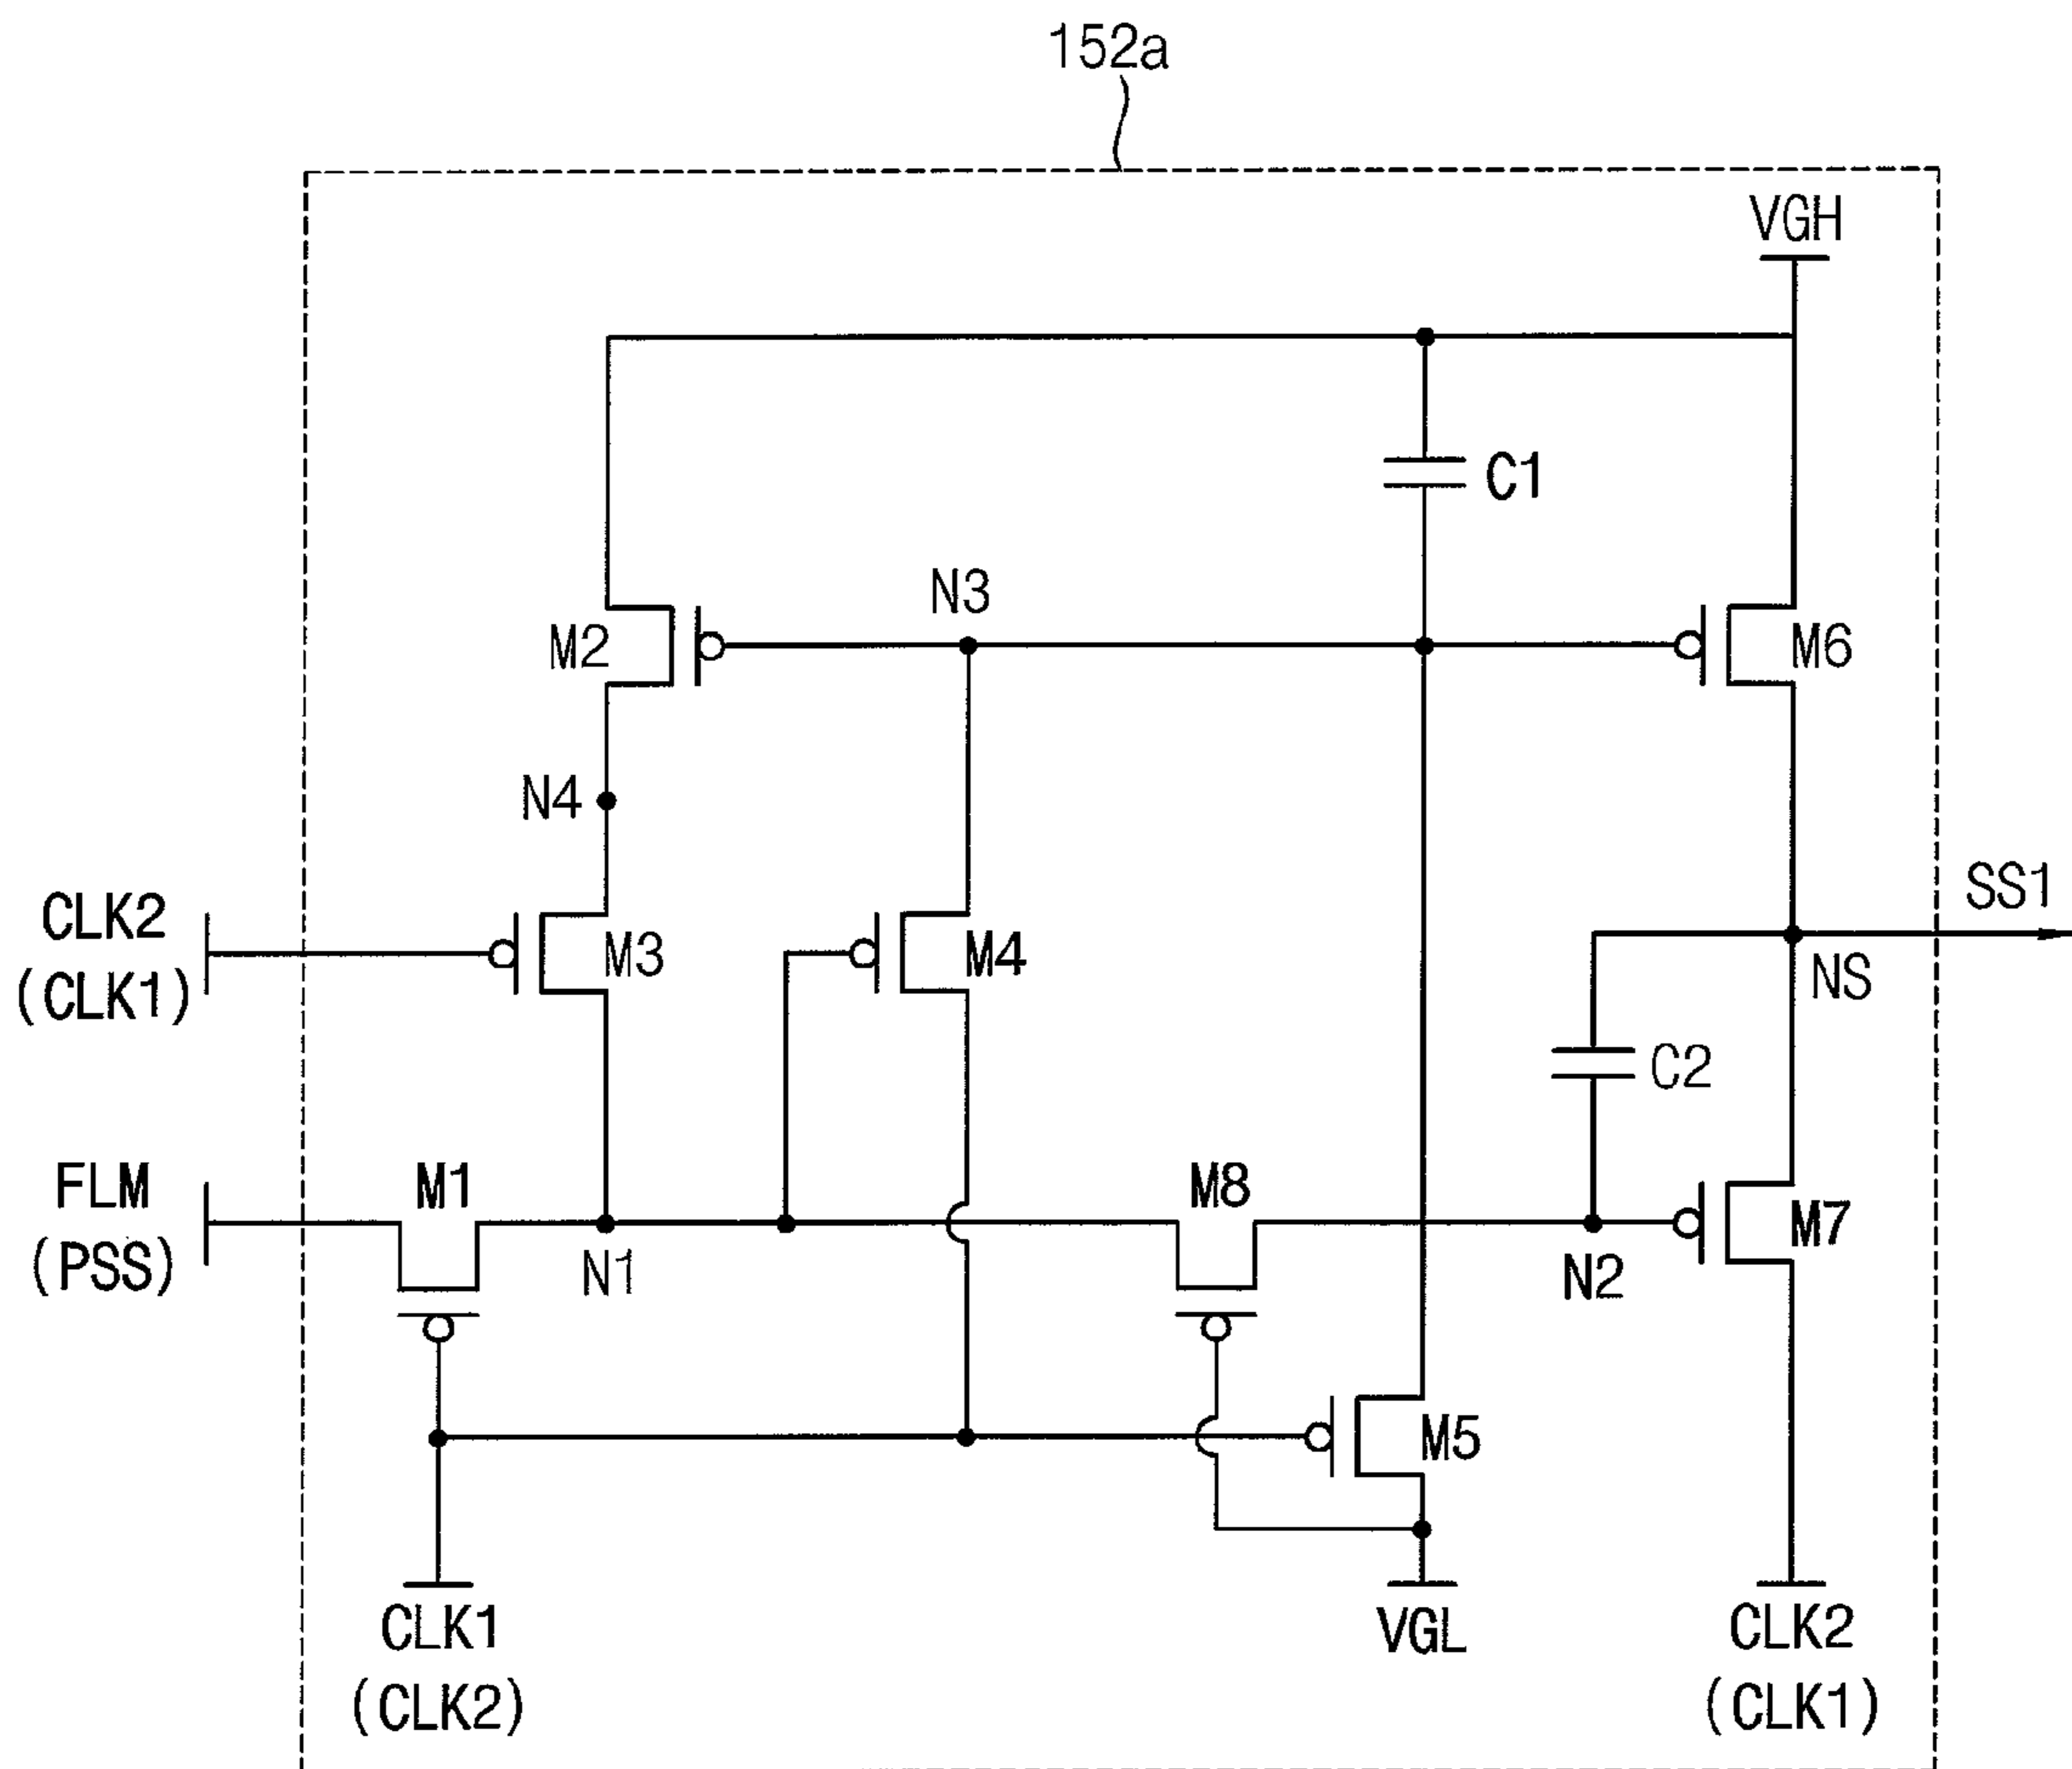 152a
VGH
C1
N3
M2
M6
N4
SS1
CLK2
(CLK1)
M3
M4
NS
C2
FLM
(PSS)
M1
M8
M7
N1
N2
M5
CLK1
(CLK2)
VGL
CLK2
(CLK1)